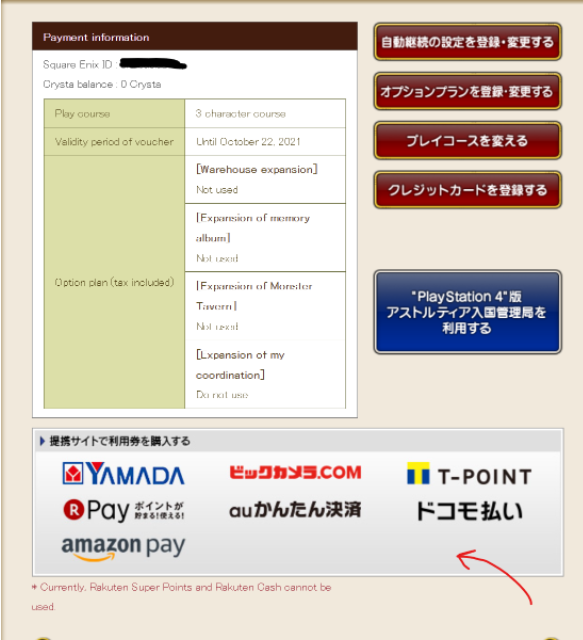 Payment information
Square Enix ID :
Crysta balance : 0 Crysta
Play course 3 character course
Validity period of voucher Until October 22, 2021
Option plan (tax included)
[Warehouse expansion]
Not used
[Expansion of memory
album]
Not used
[Expansion of Monster
Tavern]
Not used
[Expansion of my
coordination]
Do not use
自動継続の設定を登録・変更する
オプションプランを登録・変更する
プレイコースを変える
クレジットカードを登録する
"PlayStation 4"版
アストルティア入国管理局を
利用する
提携サイトで利用券を購入する
YAMADA ビックカメラ.COM T-POINT
R Pay ポイントが
貯まる!使える!
auかんたん決済 ドコモ払い
amazon pay
* Currently, Rakuten Super Points and Rakuten Cash cannot be
used.